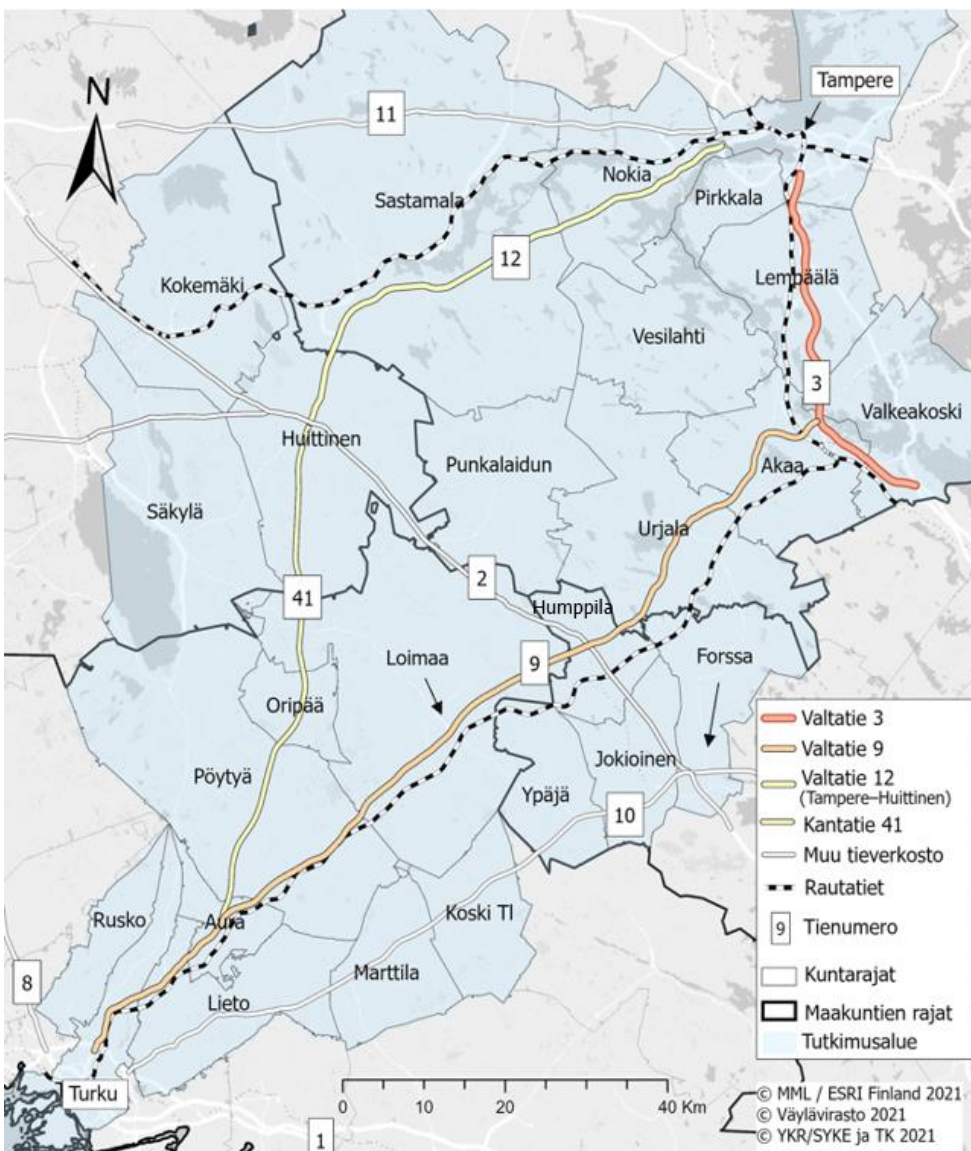 N
Tampere
11
Nokia
Pirkkala
Sastamala
12
Kokemäki
Lempäälä
Vesilahti
3
Valkeakoski
Huittinen
Punkalaidun
Akaa
Säkylä
Urjala
2
41
Humppila
Loimaa
9
Forssa
Oripää
Jokioinen
Pöytyä
Ypäjä
10
Rusko
Aura
Koski Tl
Marttila
8
Lieto
Turku
1
0 10 20 40 Km
Valtatie 3
Valtatie 9
Valtatie 12
(Tampere–Huittinen)
Kantatie 41
Muu tieverkosto
Rautatiet
9 Tienumero
Kuntarajat
Maakuntien rajat
Tutkimusalue
© MML / ESRI Finland 2021
© Väylävirasto 2021
© YKR/SYKE ja TK 2021